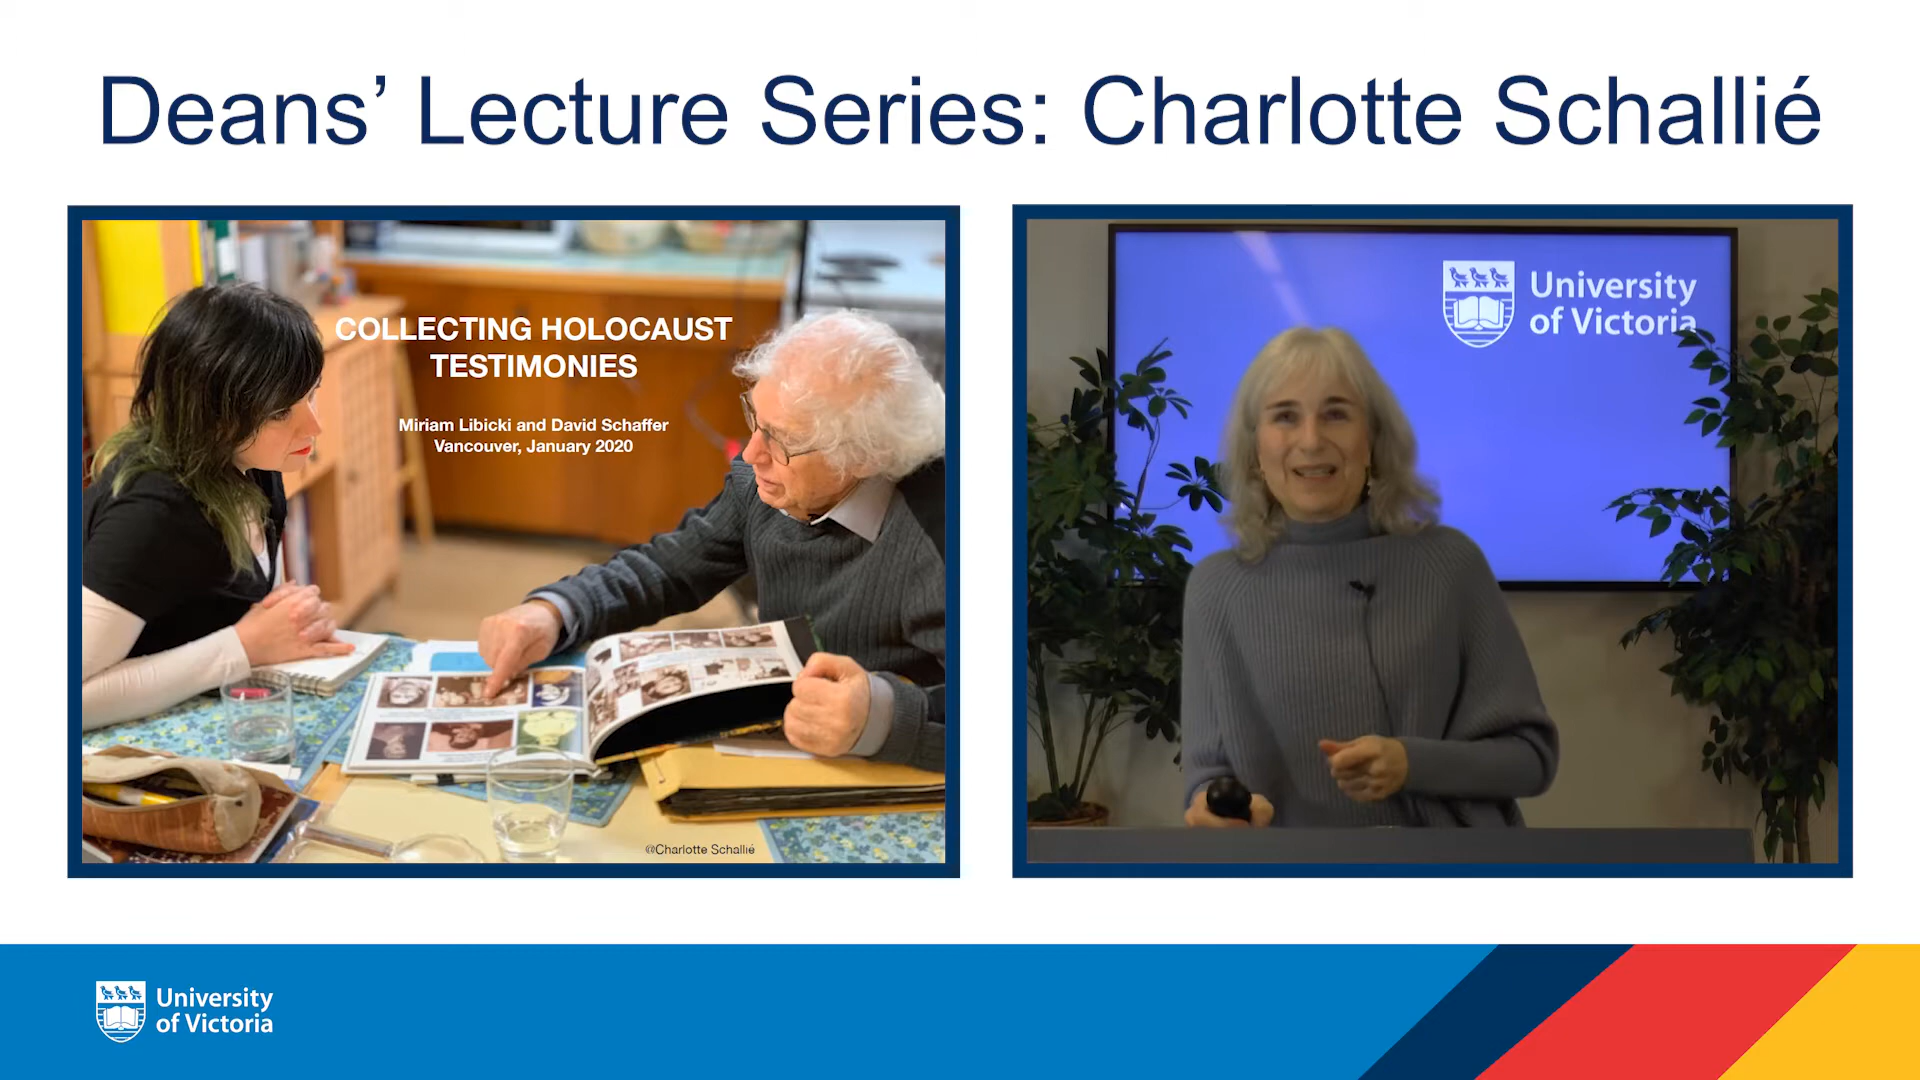 Deans’ Lecture Series: Charlotte Schallié
COLLECTING HOLOCAUST
TESTIMONIES
Miriam Libicki and David Schaffer
Vancouver, January 2020
@Charlotte Schallié
University
of Victoria
University
of Victoria